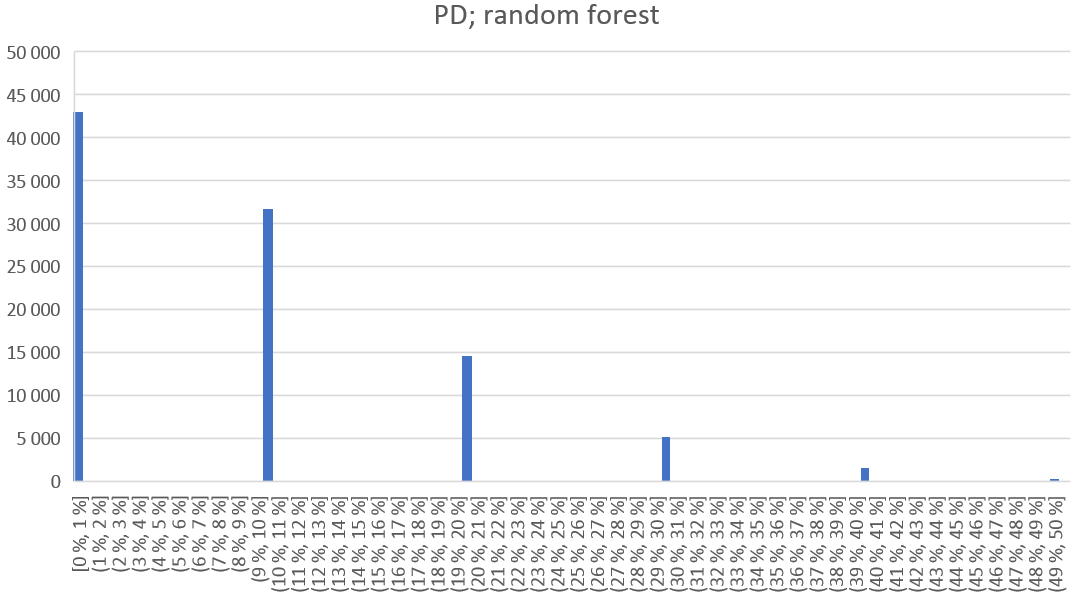 PD; random forest
50 000
45 000
40 000
35 000
30 000
25 000
20 000
15 000
10 000
5 000
0
[0 %, 1 %]
(1 %, 2 %]
(2 %, 3 %]
(3 %, 4 %]
(4 %, 5 %]
(5 %, 6 %]
(6 %, 7 %]
(7 %, 8 %]
(8 %, 9 %]
(9 %, 10 %]
(10 %, 11 %]
(11 %, 12 %]
(12 %, 13 %]
(13 %, 14 %]
(14 %, 15 %]
(15 %, 16 %]
(16 %, 17 %]
(17 %, 18 %]
(18 %, 19 %]
(19 %, 20 %]
(20 %, 21 %]
(21 %, 22 %]
(22 %, 23 %]
(23 %, 24 %]
(24 %, 25 %]
(25 %, 26 %]
(26 %, 27 %]
(27 %, 28 %]
(28 %, 29 %]
(29 %, 30 %]
(30 %, 31 %]
(31 %, 32 %]
(32 %, 33 %]
(33 %, 34 %]
(34 %, 35 %]
(35 %, 36 %]
(36 %, 37 %]
(37 %, 38 %]
(38 %, 39 %]
(39 %, 40 %]
(40 %, 41 %]
(41 %, 42 %]
(42 %, 43 %]
(43 %, 44 %]
(44 %, 45 %]
(45 %, 46 %]
(46 %, 47 %]
(47 %, 48 %]
(48 %, 49 %]
(49 %, 50 %]